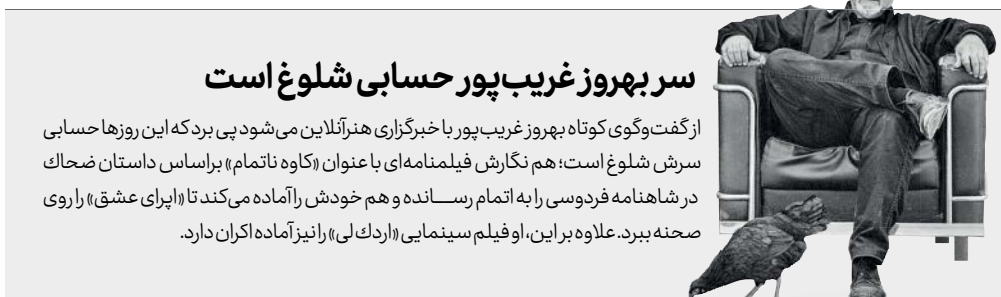 سر بهروز غریب‌پور حسابی شلوغ است
از گفت‌وگوی کوتاه بهروز غریب‌پور با خبرگزاری هنرآنلاین می‌شود پی برد که این روزها حسابی
سرش شلوغ است؛ هم نگارش فیلمنامه‌ای با عنوان «کاوه ناتمام» براساس داستان ضحاك
در شاهنامه فردوسی را به اتمام رســـانده و هم خودش را آماده می‌کند تا «اپرای عشق» را روی
صحنه ببرد. علاوه بر این، او فیلم سینمایی «اردك لی» را نیز آماده اکران دارد.